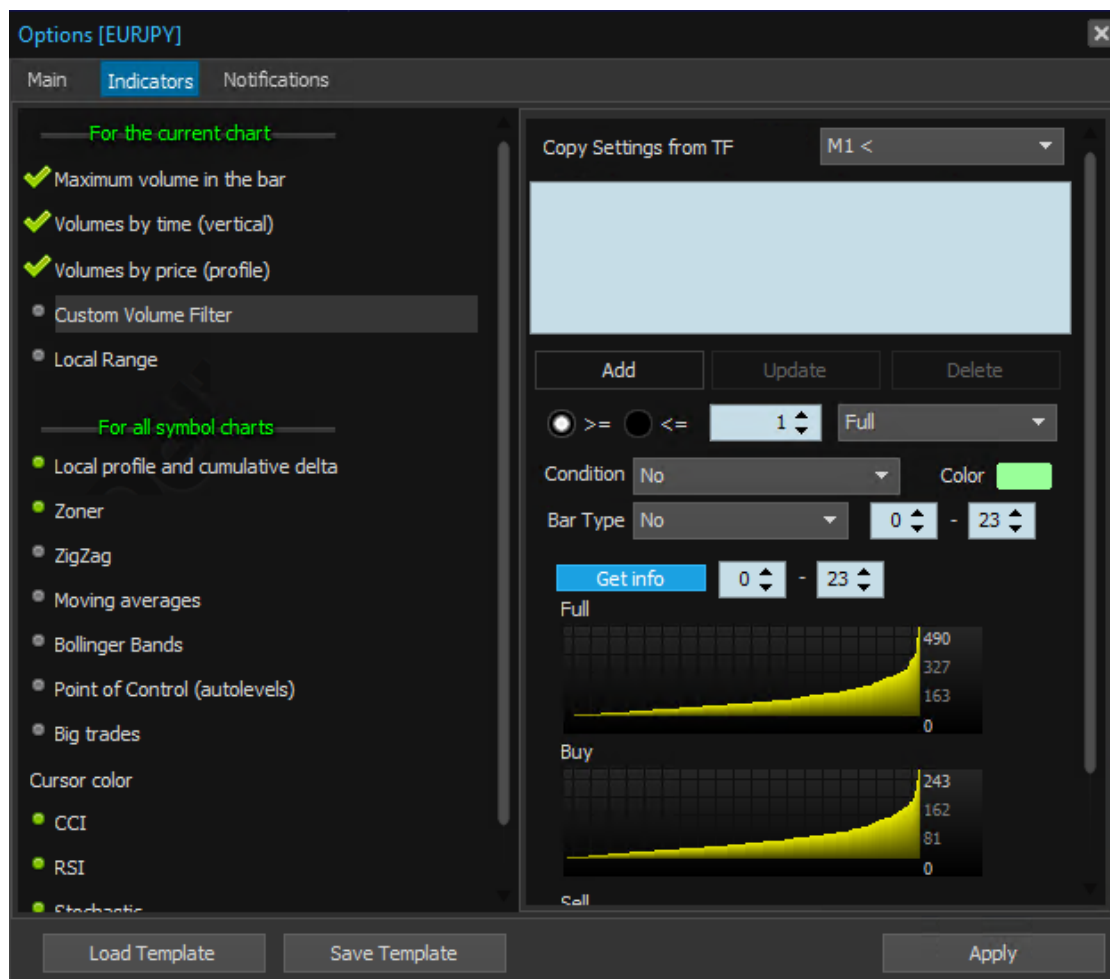 Options [EURJPY]
Main Indicators Notifications
For the current chart
Maximum volume in the bar
Volumes by time (vertical)
Volumes by price (profile)
Custom Volume Filter
Local Range
For all symbol charts
Local profile and cumulative delta
Zoner
ZigZag
Moving averages
Bollinger Bands
Point of Control (autolevels)
Big trades
Cursor color
CCI
RSI
Stochastic
Copy Settings from TF M1 <
Add Update Delete
>= <= 1 Full
Condition No Color
Bar Type No 0 - 23
Get info 0 - 23
Full
490
327
163
0
Buy
243
162
81
0
Sell
Load Template Save Template Apply